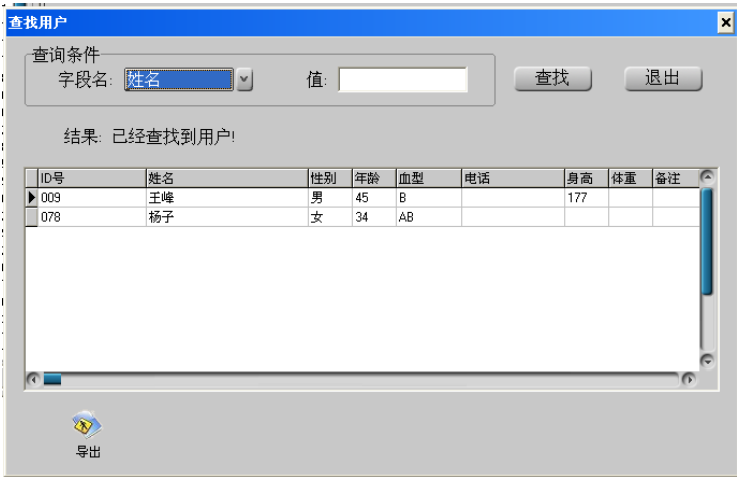 查找用户
查询条件
字段名: 姓名 值: 查找 退出
结果: 已经查找到用户!
ID号 姓名 性别 年龄 血型 电话 身高 体重 备注
009 王峰 男 45 B 177
078 杨子 女 34 AB
导出